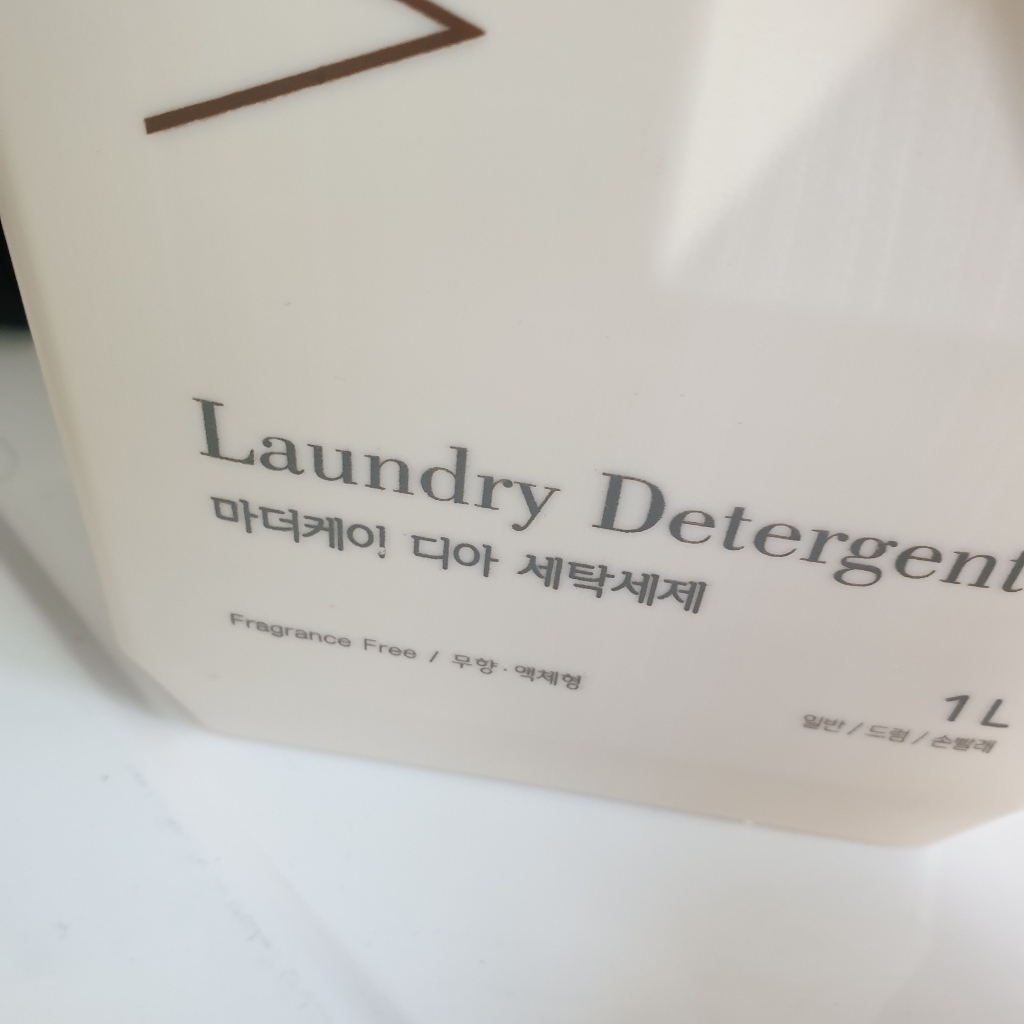 Laundry Detergent
마더케이 디아 세탁세제
Fragrance Free / 무향·액체형
1L
일반/드럼/손빨래